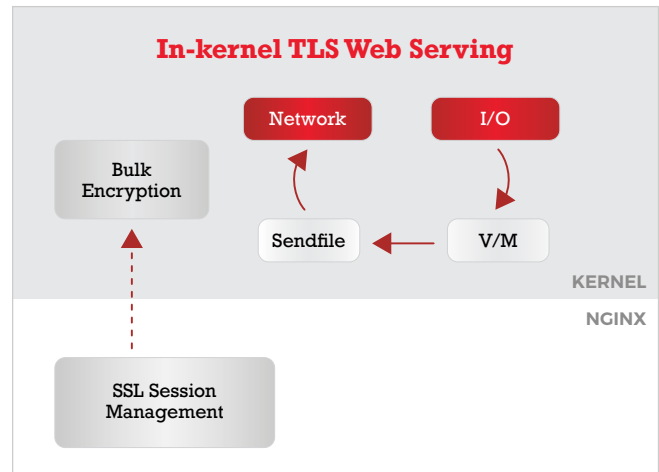 In-kernel TLS Web Serving
Network
I/O
Bulk
Encryption
Sendfile
V/M
KERNEL
NGINX
SSL Session
Management